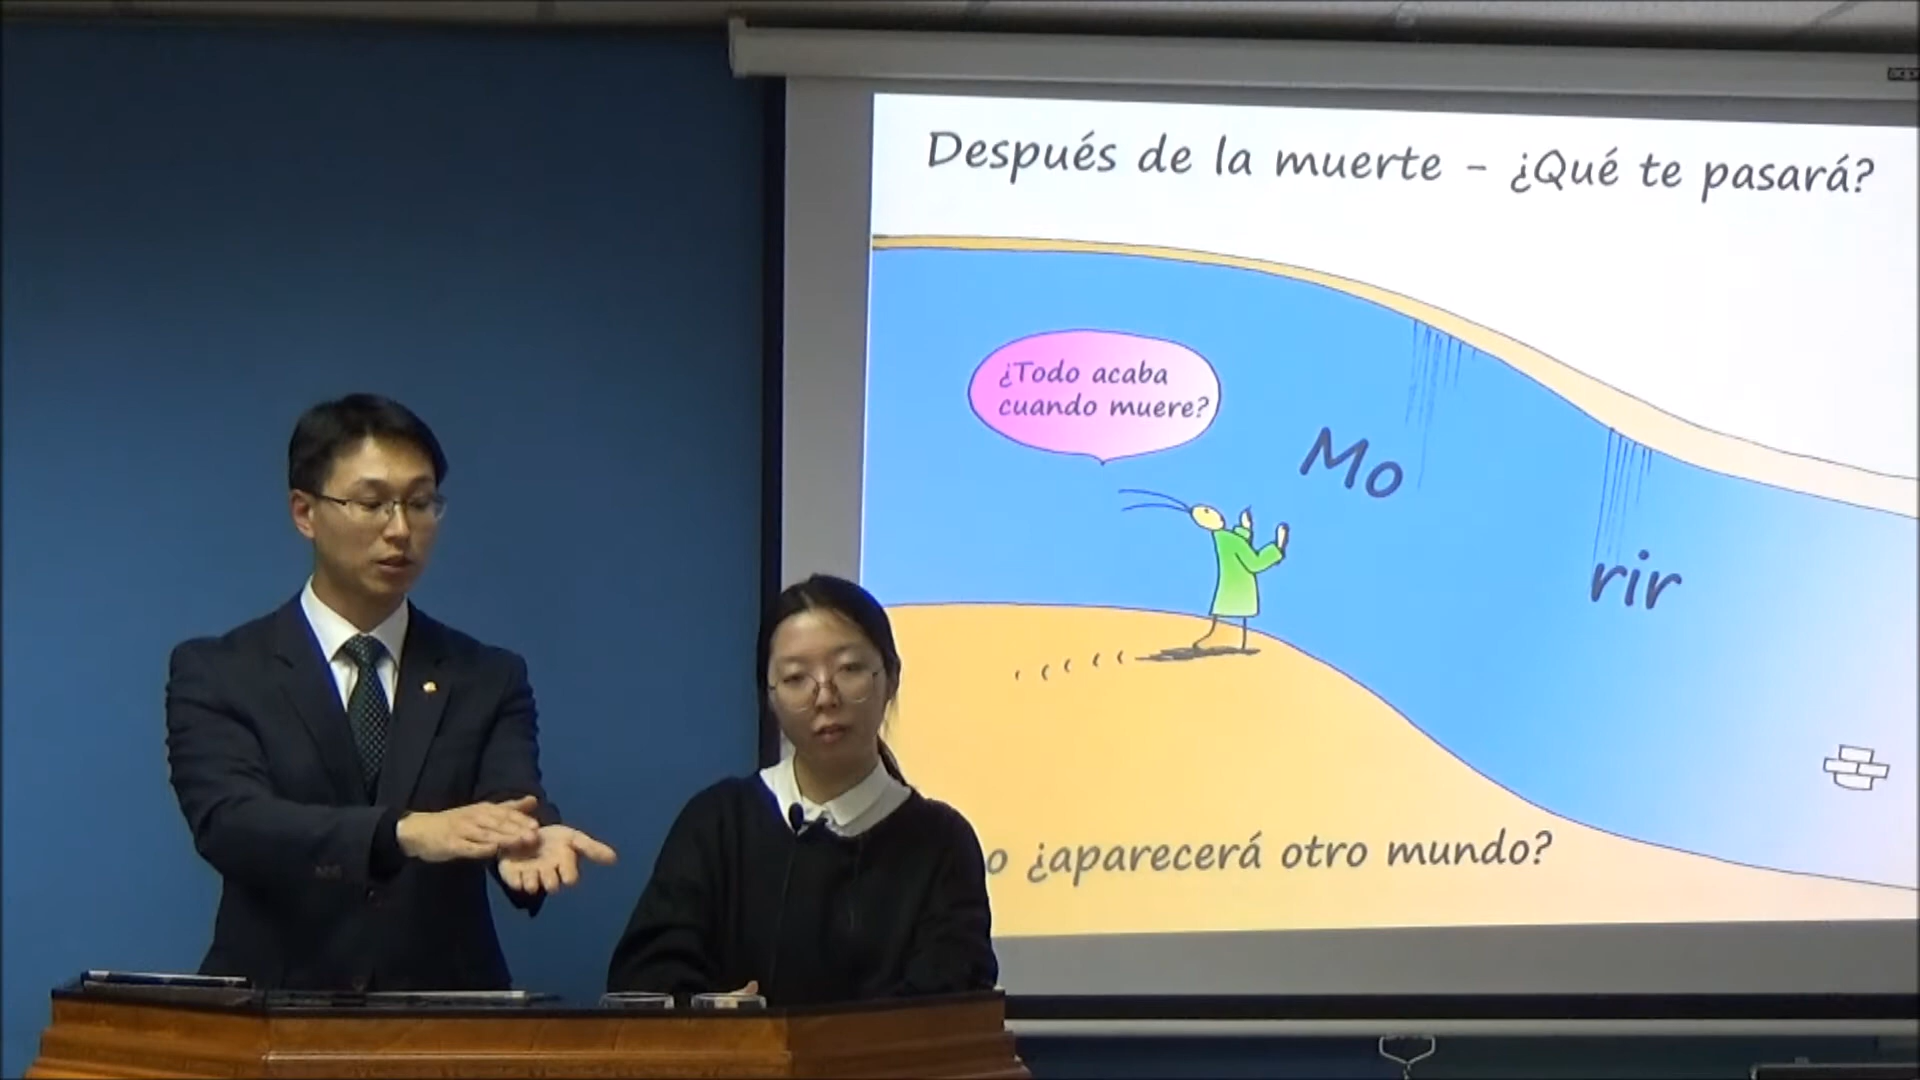 Después de la muerte - ¿Qué te pasará?
¿Todo acaba
cuando muere?
Mo
rir
o ¿aparecerá otro mundo?